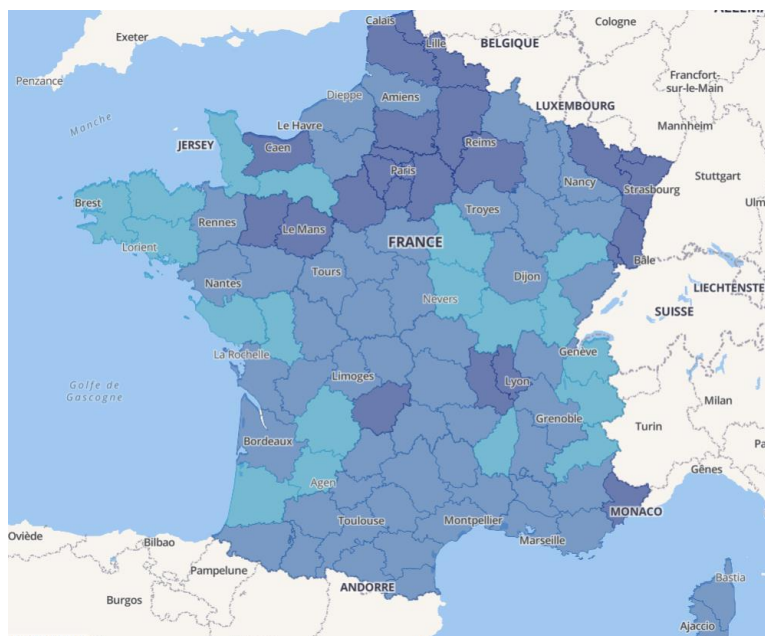 ALLEMA
Exeter
Calais
Cologne
Lille
BELGIQUE
Penzance
Francfort-
sur-le-Main
Dieppe
Amiens
LUXEMBOURG
Manche
Le Havre
Mannheim
JERSEY
Caen
Reims
Paris
Nancy
Stuttgart
Strasbourg
Brest
Ulm
Rennes
Troyes
Le Mans
Lorient
FRANCE
Bâle
Tours
Dijon
LIECHTENSTE
Nantes
Nevers
SUISSE
La Rochelle
Genève
Limoges
Lyon
Golfe de
Gascogne
Milan
Grenoble
Turin
Bordeaux
Pa
Gênes
Agen
MONACO
Toulouse
Montpellier
Oviède
Bilbao
Marseille
Pampelune
Bastia
ANDORRE
Burgos
Ajaccio